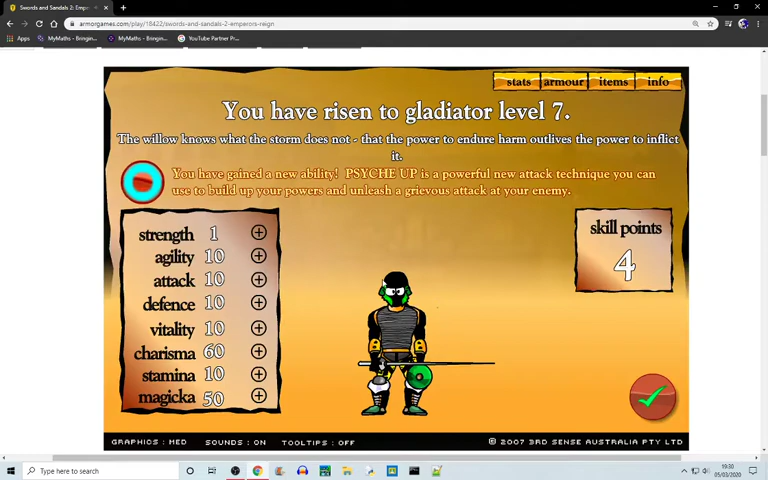 Swords and Sandals 2: Emperors
armorgames.com/play/18422/swords-and-sandals-2-emperors-reign
Apps
MyMaths - Bringin...
MyMaths - Bringin...
YouTube Partner Pr...
stats
armour
items
info
You have risen to gladiator level 7.
The willow knows what the storm does not - that the power to endure harm outlives the power to inflict
it.
You have gained a new ability! PSYCHE UP is a powerful new attack technique you can
use to build up your powers and unleash a grievous attack at your enemy.
strength 1
agility 10
attack 10
defence 10
vitality 10
charisma 60
stamina 10
magicka 50
skill points
4
GRAPHICS : MED
SOUNDS : ON
TOOLTIPS : OFF
© 2007 3RD SENSE AUSTRALIA PTY LTD
Type here to search
19:30
05/03/2020